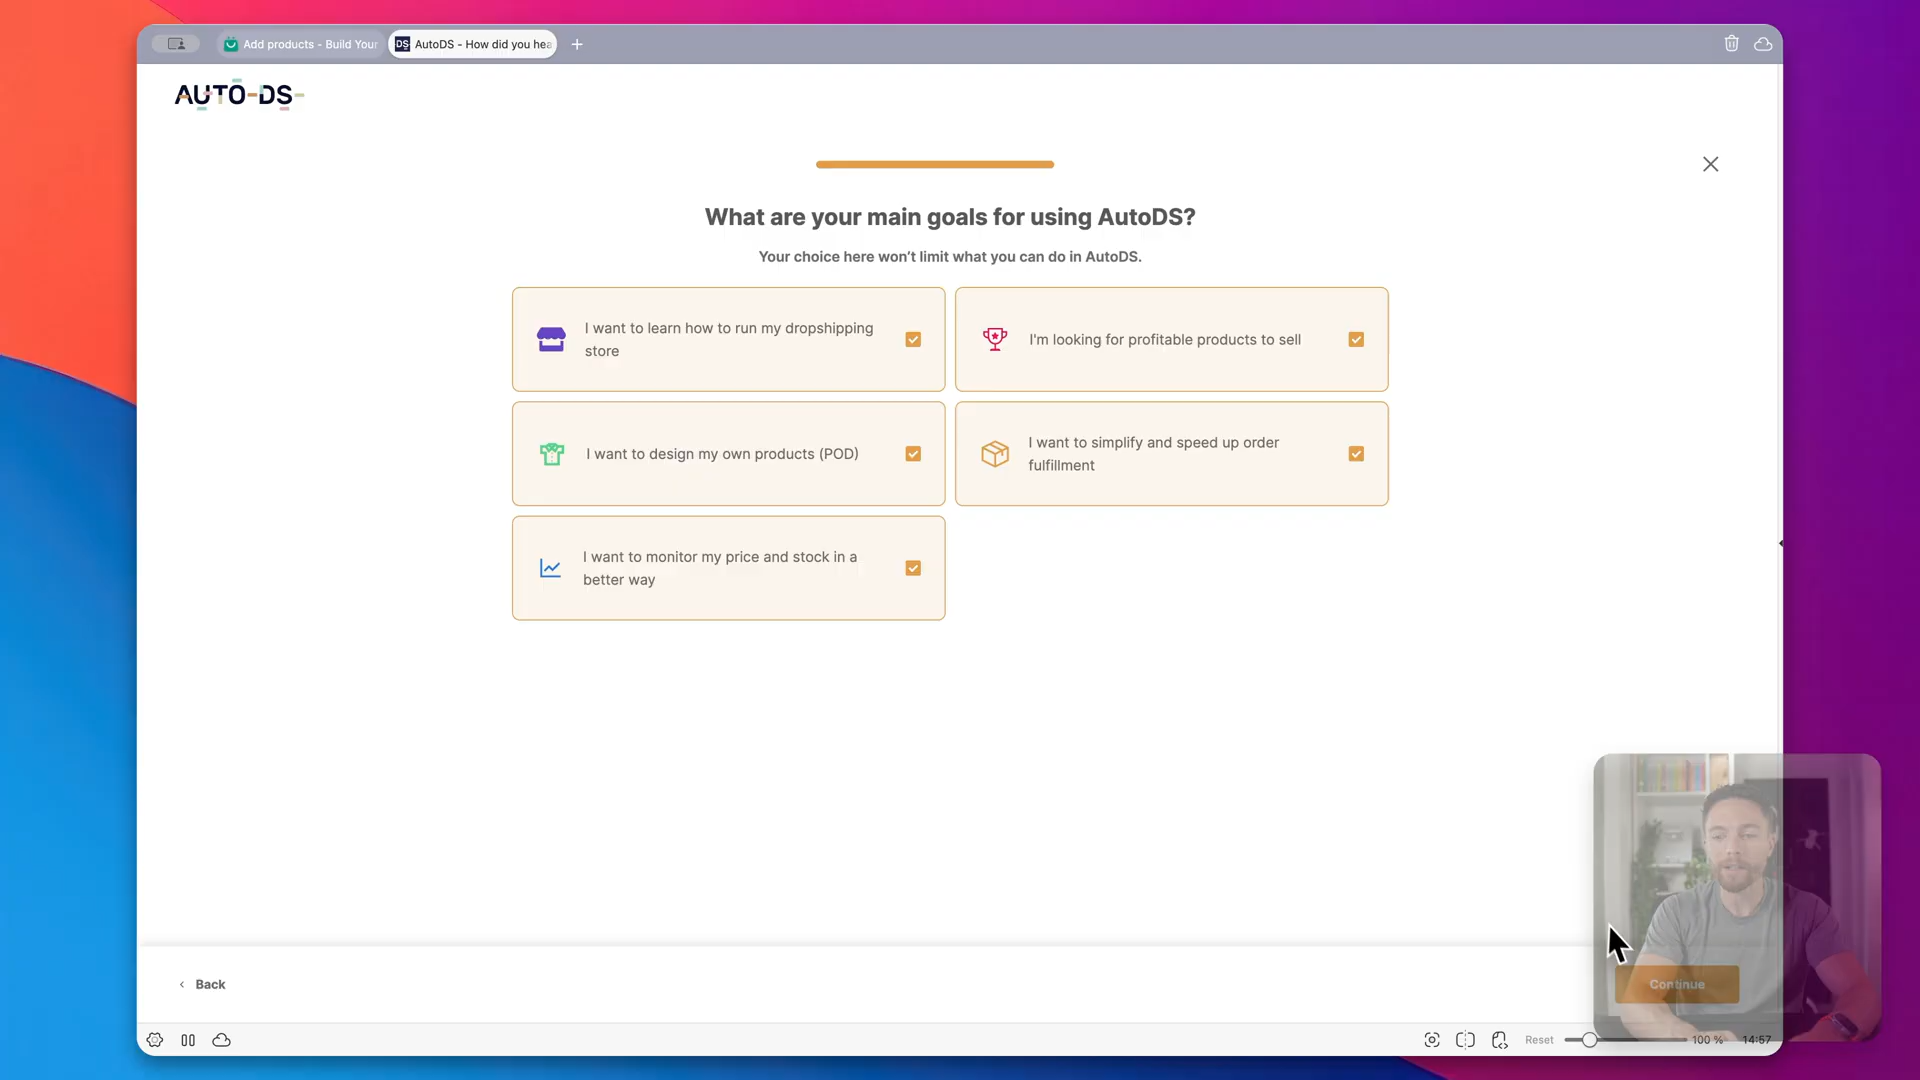 Add products - Build Your
DS AutoDS - How did you hea
AUTO-DS
What are your main goals for using AutoDS?
Your choice here won't limit what you can do in AutoDS.
I want to learn how to run my dropshipping
store
I'm looking for profitable products to sell
I want to design my own products (POD)
I want to simplify and speed up order
fulfillment
I want to monitor my price and stock in a
better way
Back
Continue
Reset
100 %
14:57